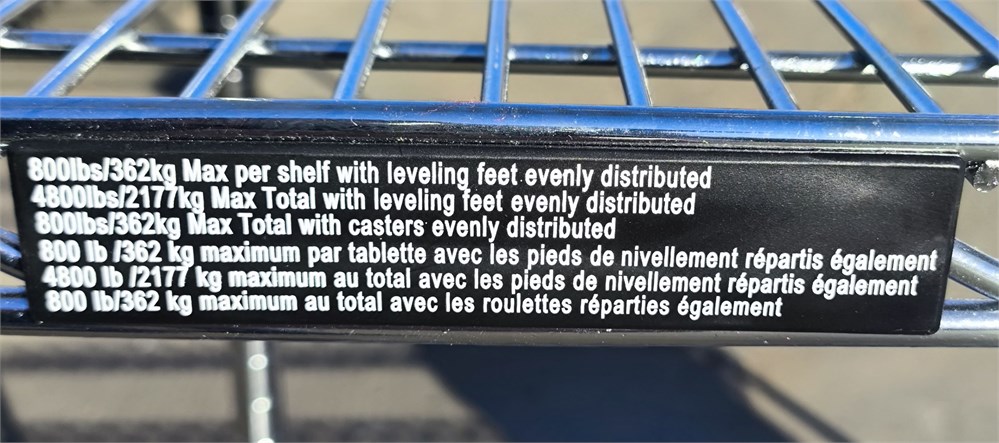 800lbs/362kg Max per shelf with leveling feet evenly distributed
4800lbs/2177kg Max Total with leveling feet evenly distributed
800lbs/362kg Max Total with casters evenly distributed
800 lb /362 kg maximum par tablette avec les pieds de nivellement répartis également
4800 lb /2177 kg maximum au total avec les pieds de nivellement répartis également
800 lb/362 kg maximum au total avec les roulettes réparties également